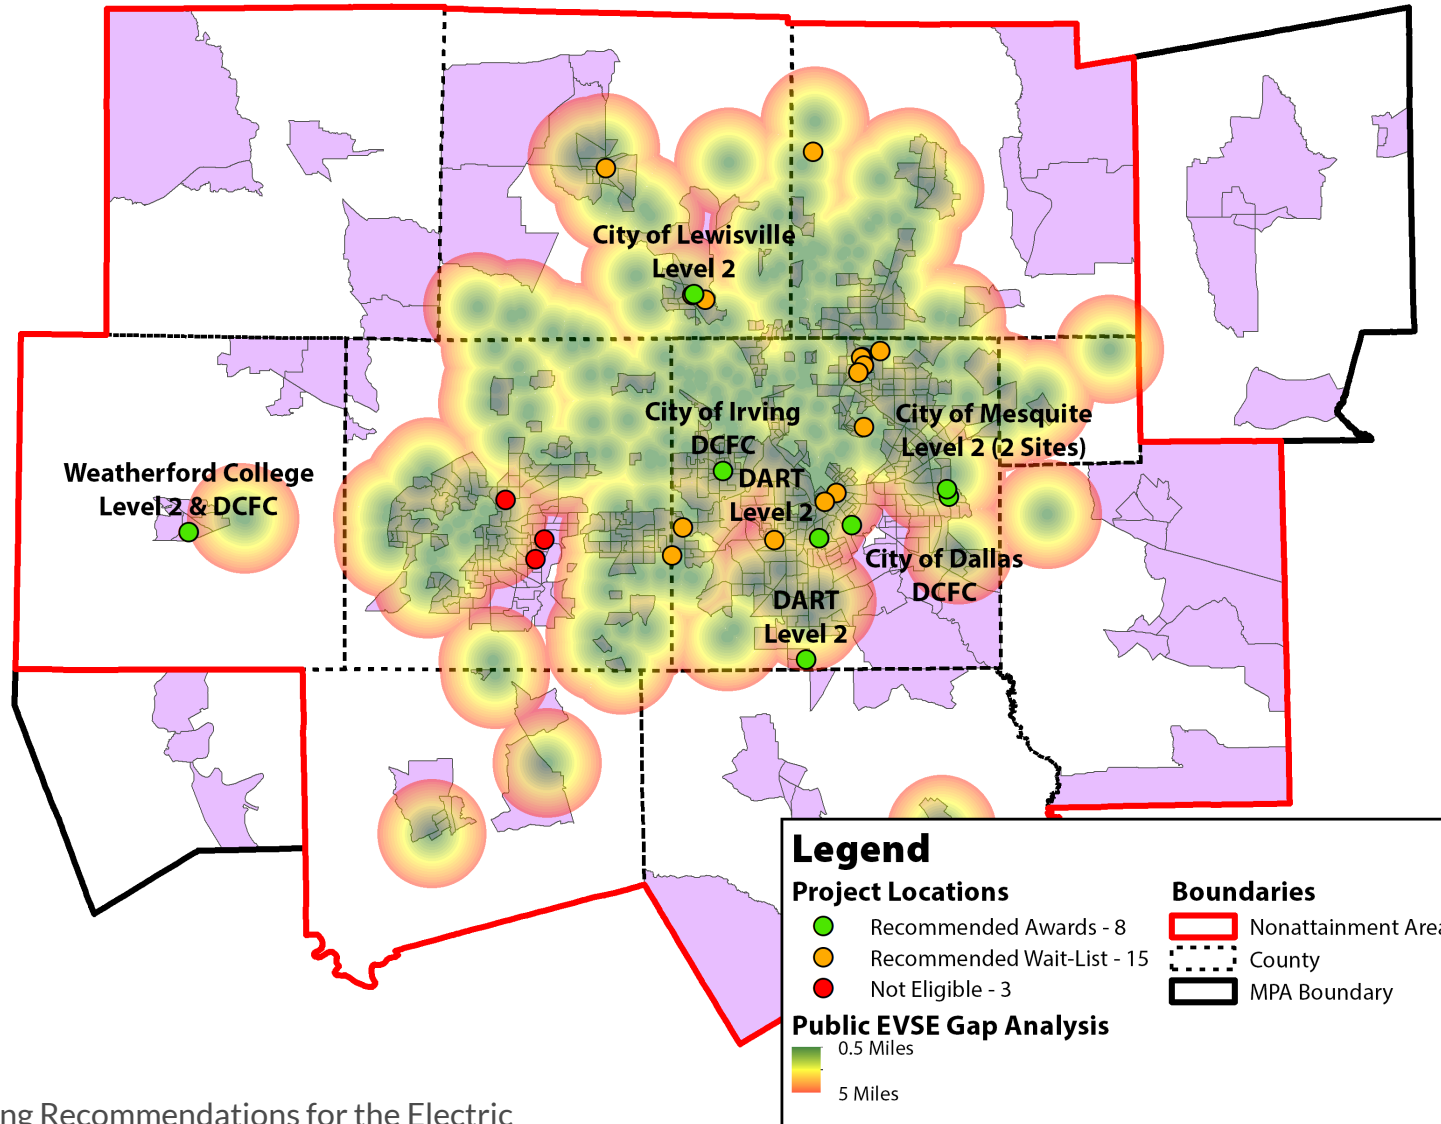 City of Lewisville
Level 2
City of Irving
DCFC
City of Mesquite
Level 2 (2 Sites)
Weatherford College
Level 2 & DCFC
DART
Level 2
City of Dallas
DCFC
DART
Level 2
Legend
Project Locations
Recommended Awards - 8
Recommended Wait-List - 15
Not Eligible - 3
Public EVSE Gap Analysis
0.5 Miles
5 Miles
Boundaries
Nonattainment Area
County
MPA Boundary
ng Recommendations for the Electric